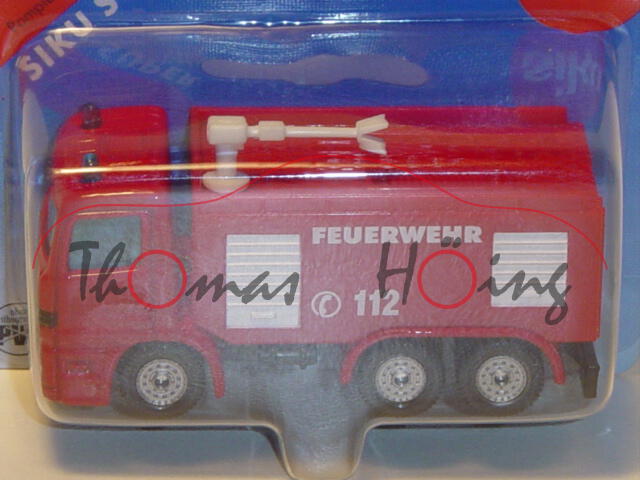 SIKU S
FEUERWEHR
112
Thomas Höing